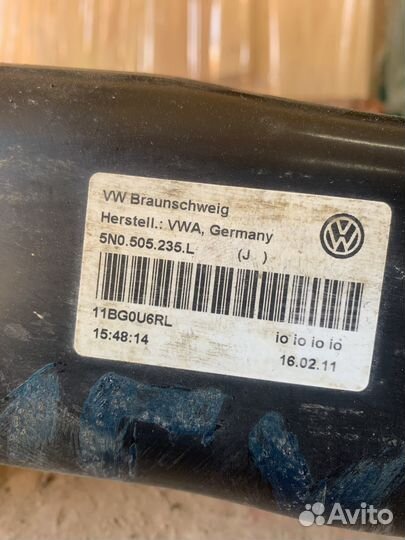 VW Braunschweig
Herstell.: VWA, Germany
5N0.505.235.L (J )
11BG0U6RL
15:48:14 io io io io
16.02.11
Avito